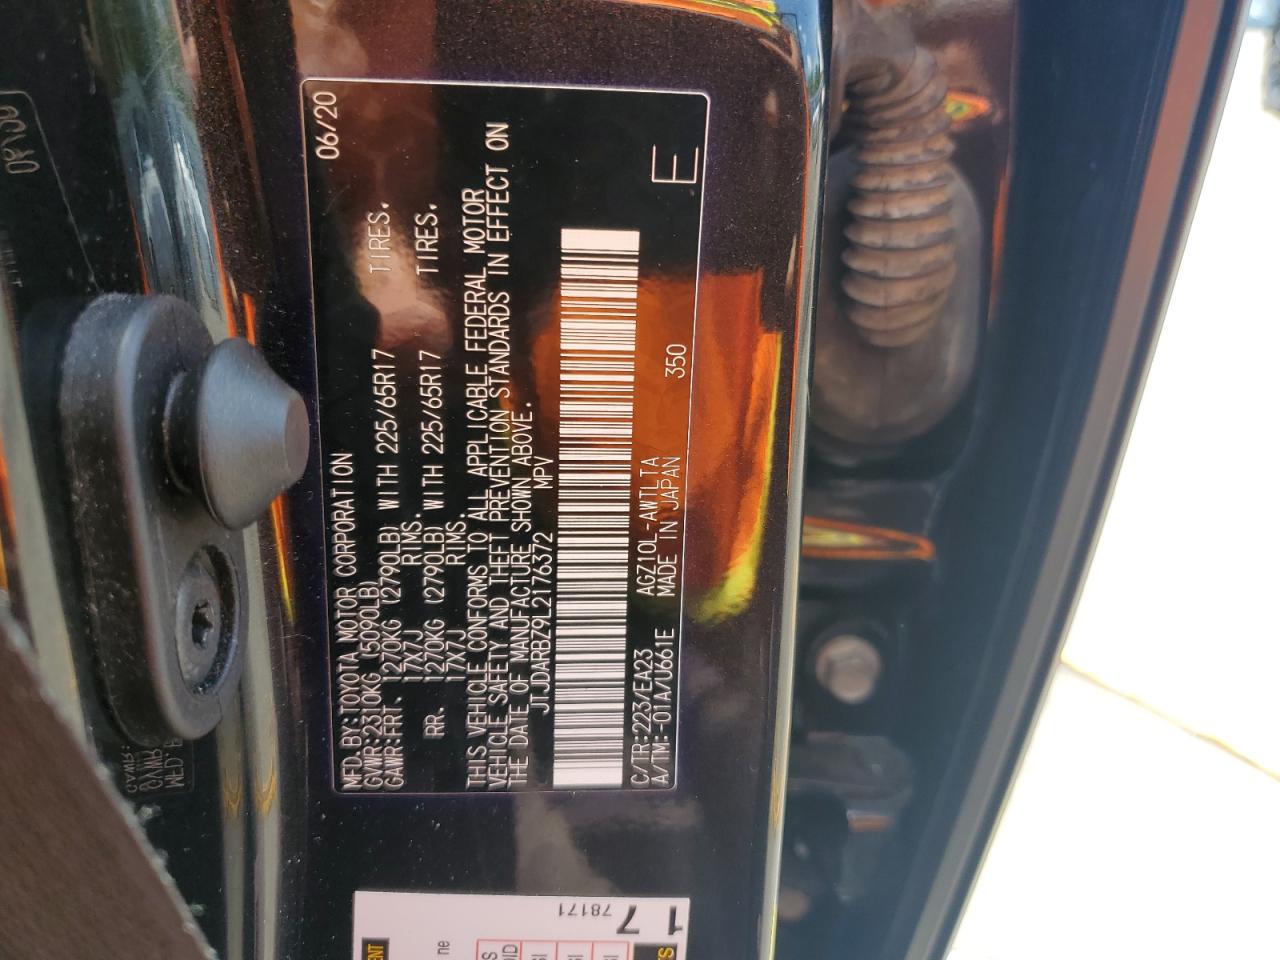 06/20
MFD. BY: TOYOTA MOTOR CORPORATION
GVWR: 2310KG (5090LB)
GAWR: FRT. 1270KG (2790LB) WITH 225/65R17 TIRES.
17X7J RIMS.
RR. 1270KG (2790LB) WITH 225/65R17 TIRES.
17X7J RIMS.
THIS VEHICLE CONFORMS TO ALL APPLICABLE FEDERAL MOTOR
VEHICLE SAFETY AND THEFT PREVENTION STANDARDS IN EFFECT ON
THE DATE OF MANUFACTURE SHOWN ABOVE.
JTJDARBZ9L2176372 MPV
C/TR:223/EA23 AGZ10L-AWTLTA
A/TM:-01A/U661E MADE IN JAPAN 350
E
17
78171